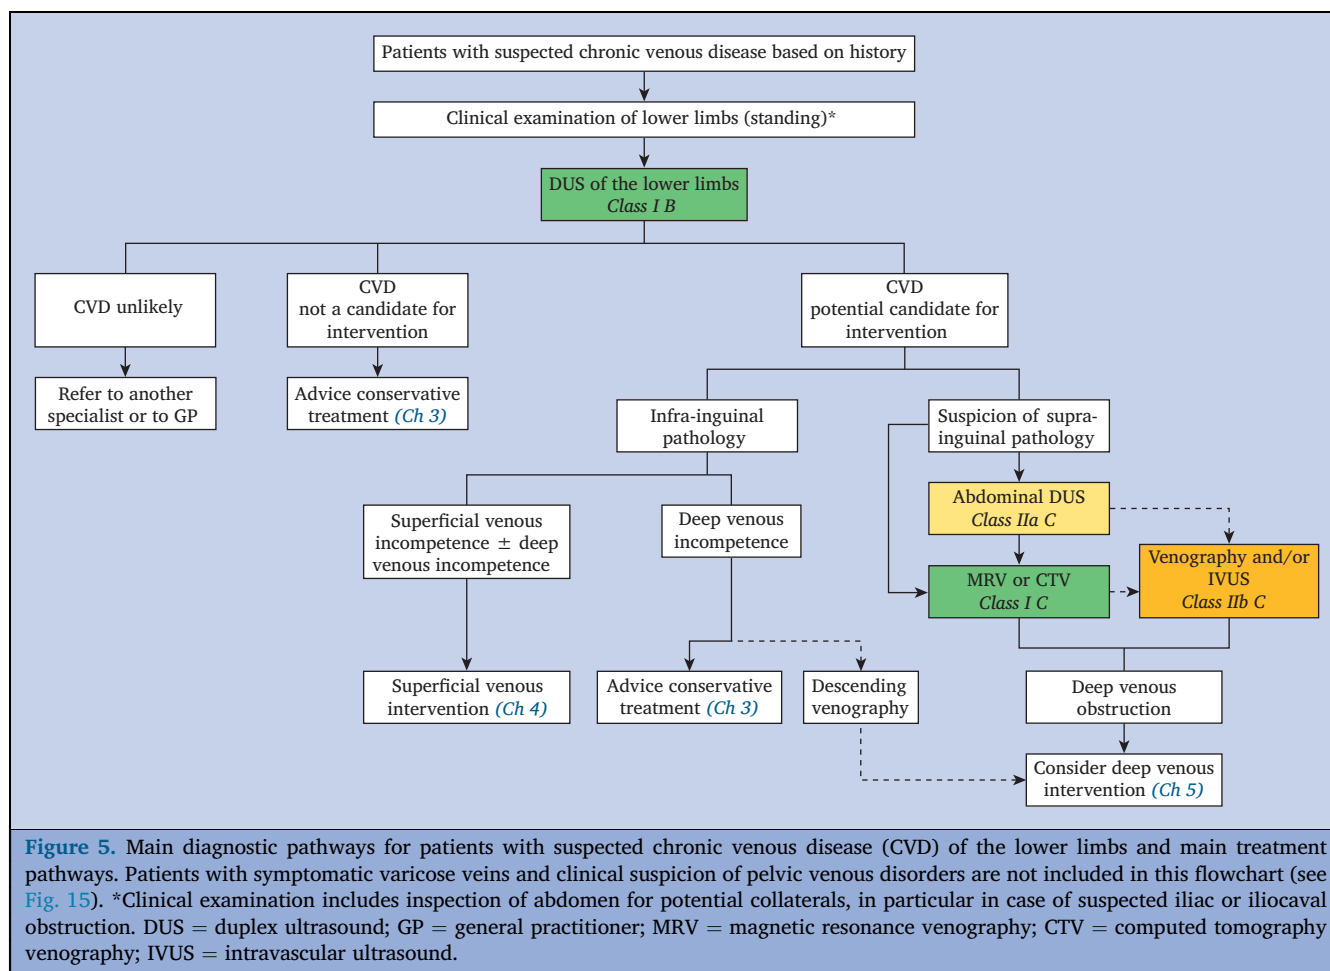 Patients with suspected chronic venous disease based on history
Clinical examination of lower limbs (standing)*
DUS of the lower limbs
Class I B
CVD unlikely
CVD
not a candidate for
intervention
CVD
potential candidate for
intervention
Refer to another
specialist or to GP
Advice conservative
treatment (Ch 3)
Infra-inguinal
pathology
Suspicion of supra-
inguinal pathology
Abdominal DUS
Class IIa C
Superficial venous
incompetence ± deep
venous incompetence
Deep venous
incompetence
MRV or CTV
Class I C
Venography and/or
IVUS
Class IIb C
Superficial venous
intervention (Ch 4)
Advice conservative
treatment (Ch 3)
Descending
venography
Deep venous
obstruction
Consider deep venous
intervention (Ch 5)
Figure 5. Main diagnostic pathways for patients with suspected chronic venous disease (CVD) of the lower limbs and main treatment
pathways. Patients with symptomatic varicose veins and clinical suspicion of pelvic venous disorders are not included in this flowchart (see
Fig. 15). *Clinical examination includes inspection of abdomen for potential collaterals, in particular in case of suspected iliac or iliocaval
obstruction. DUS = duplex ultrasound; GP = general practitioner; MRV = magnetic resonance venography; CTV = computed tomography
venography; IVUS = intravascular ultrasound.